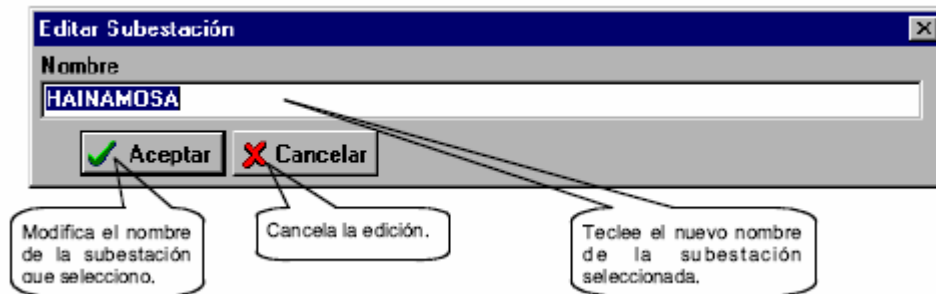 Editar Subestación
Nombre
HAINAMOSA
Aceptar
Cancelar
Modifica el nombre
de la subestación
que selecciono.
Cancela la edición.
Teclee el nuevo nombre
de la subestación
seleccionada.